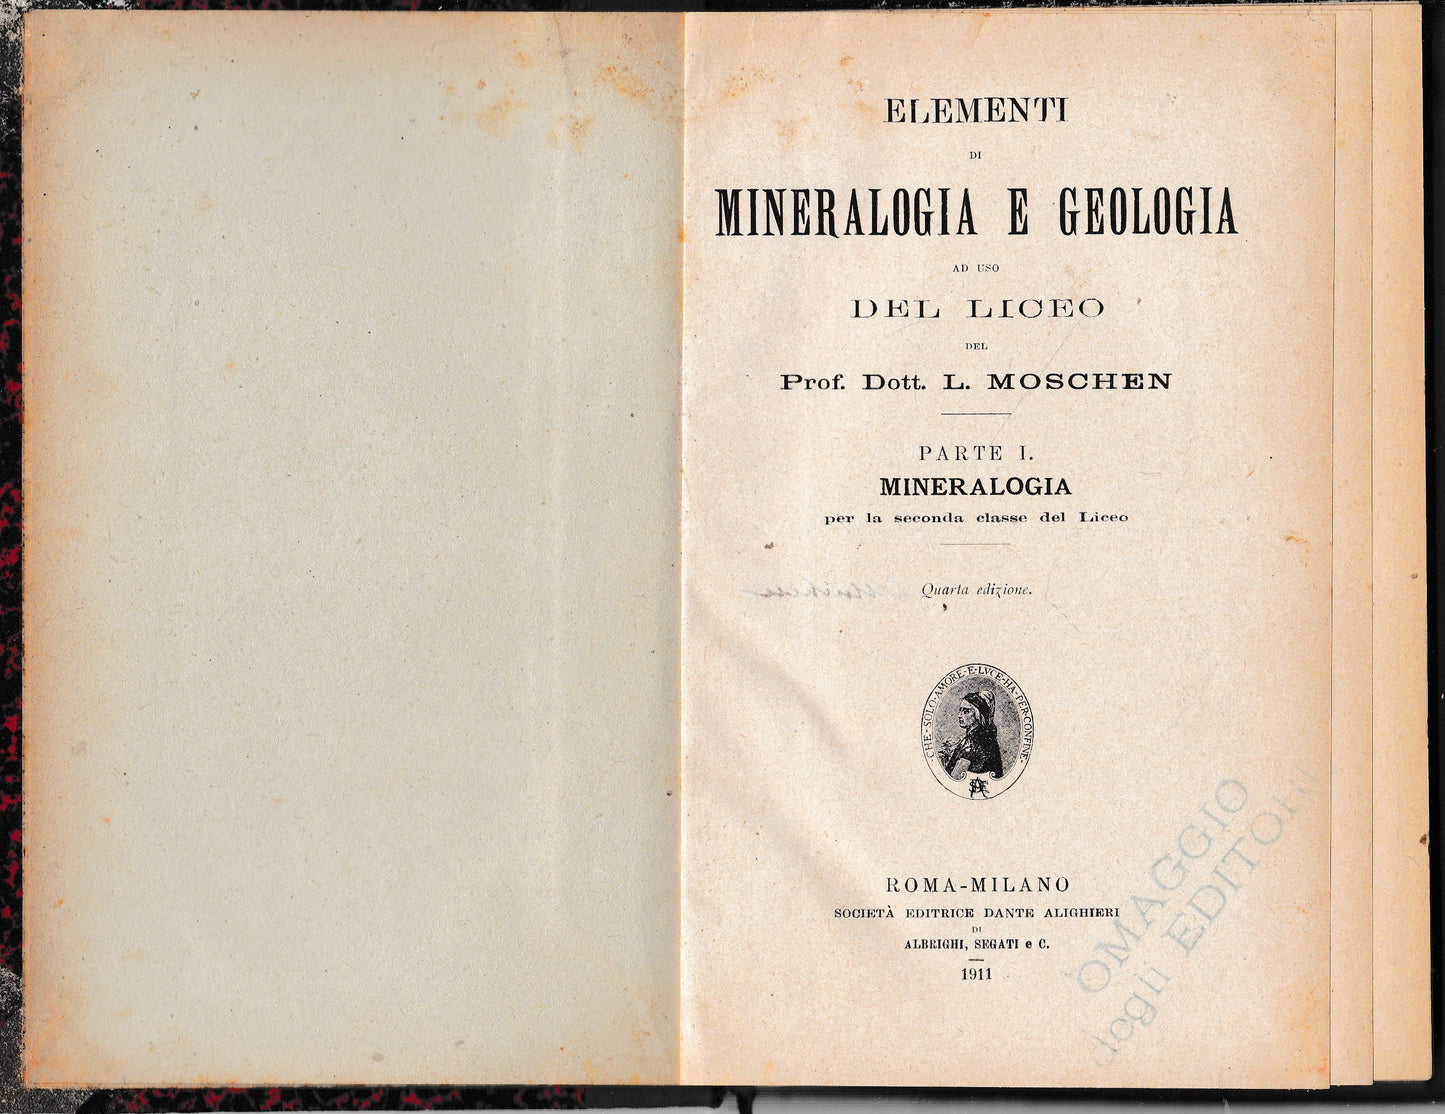 ELEMENTI
DI
MINERALOGIA E GEOLOGIA
AD USO
DEL LICEO
DEL
Prof. Dott. L. MOSCHEN
PARTE I.
MINERALOGIA
per la seconda classe del Liceo
Quarta edizione.
CHE·SOLO·AMORE·E·LVCE·HA·PER·CONFINE·
ROMA-MILANO
SOCIETÀ EDITRICE DANTE ALIGHIERI
DI
ALBRIGHI, SEGATI e C.
1911
OMAGGIO
degli EDITORI